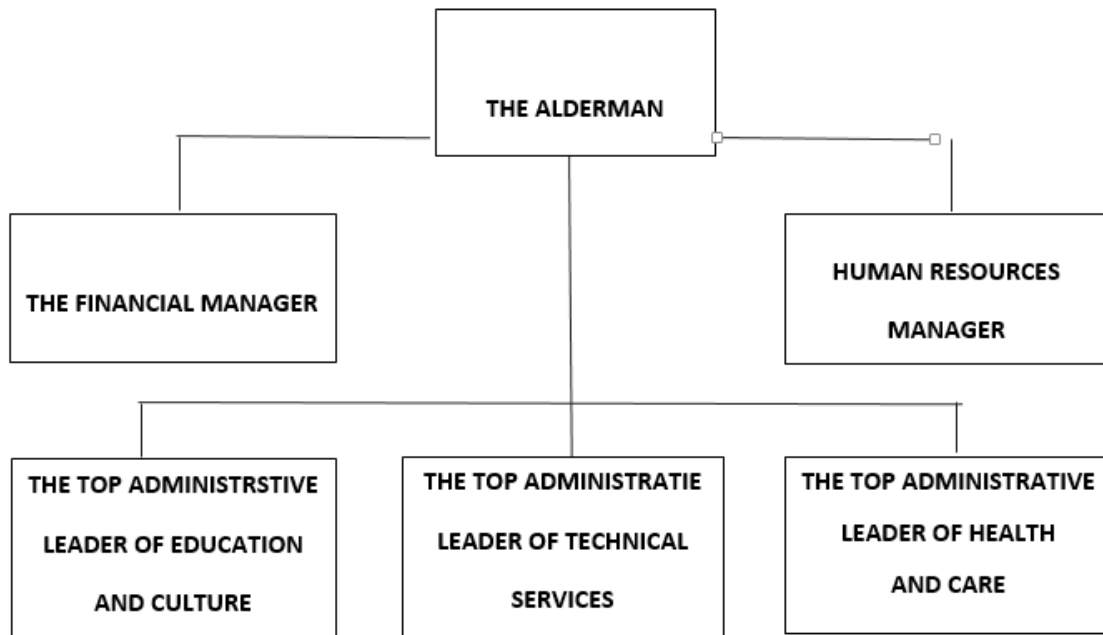 THE ALDERMAN
THE FINANCIAL MANAGER
HUMAN RESOURCES
MANAGER
THE TOP ADMINISTRSTIVE
LEADER OF EDUCATION
AND CULTURE
THE TOP ADMINISTRATIE
LEADER OF TECHNICAL
SERVICES
THE TOP ADMINISTRATIVE
LEADER OF HEALTH
AND CARE